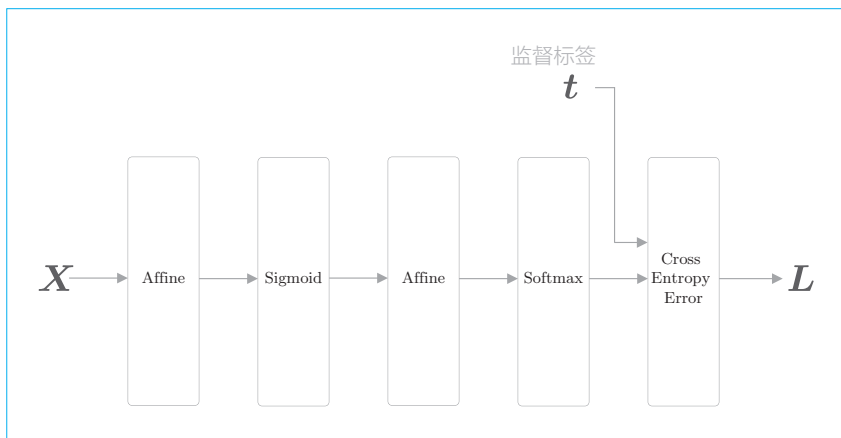 监督标签
t
X
Affine
Sigmoid
Affine
Softmax
Cross
Entropy
Error
L